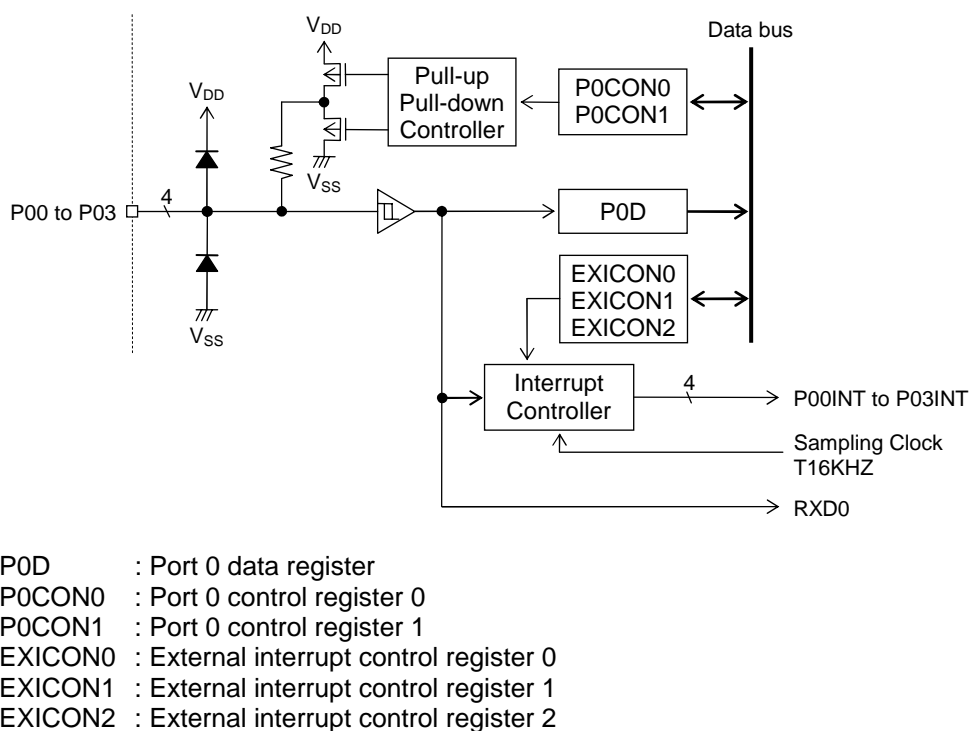 VDD
Data bus
Pull-up
Pull-down
Controller
P0CON0
P0CON1
VDD
VSS
P00 to P03
4
P0D
EXICON0
EXICON1
EXICON2
VSS
Interrupt
Controller
4
P00INT to P03INT
Sampling Clock
T16KHZ
RXD0
P0D : Port 0 data register
P0CON0 : Port 0 control register 0
P0CON1 : Port 0 control register 1
EXICON0 : External interrupt control register 0
EXICON1 : External interrupt control register 1
EXICON2 : External interrupt control register 2